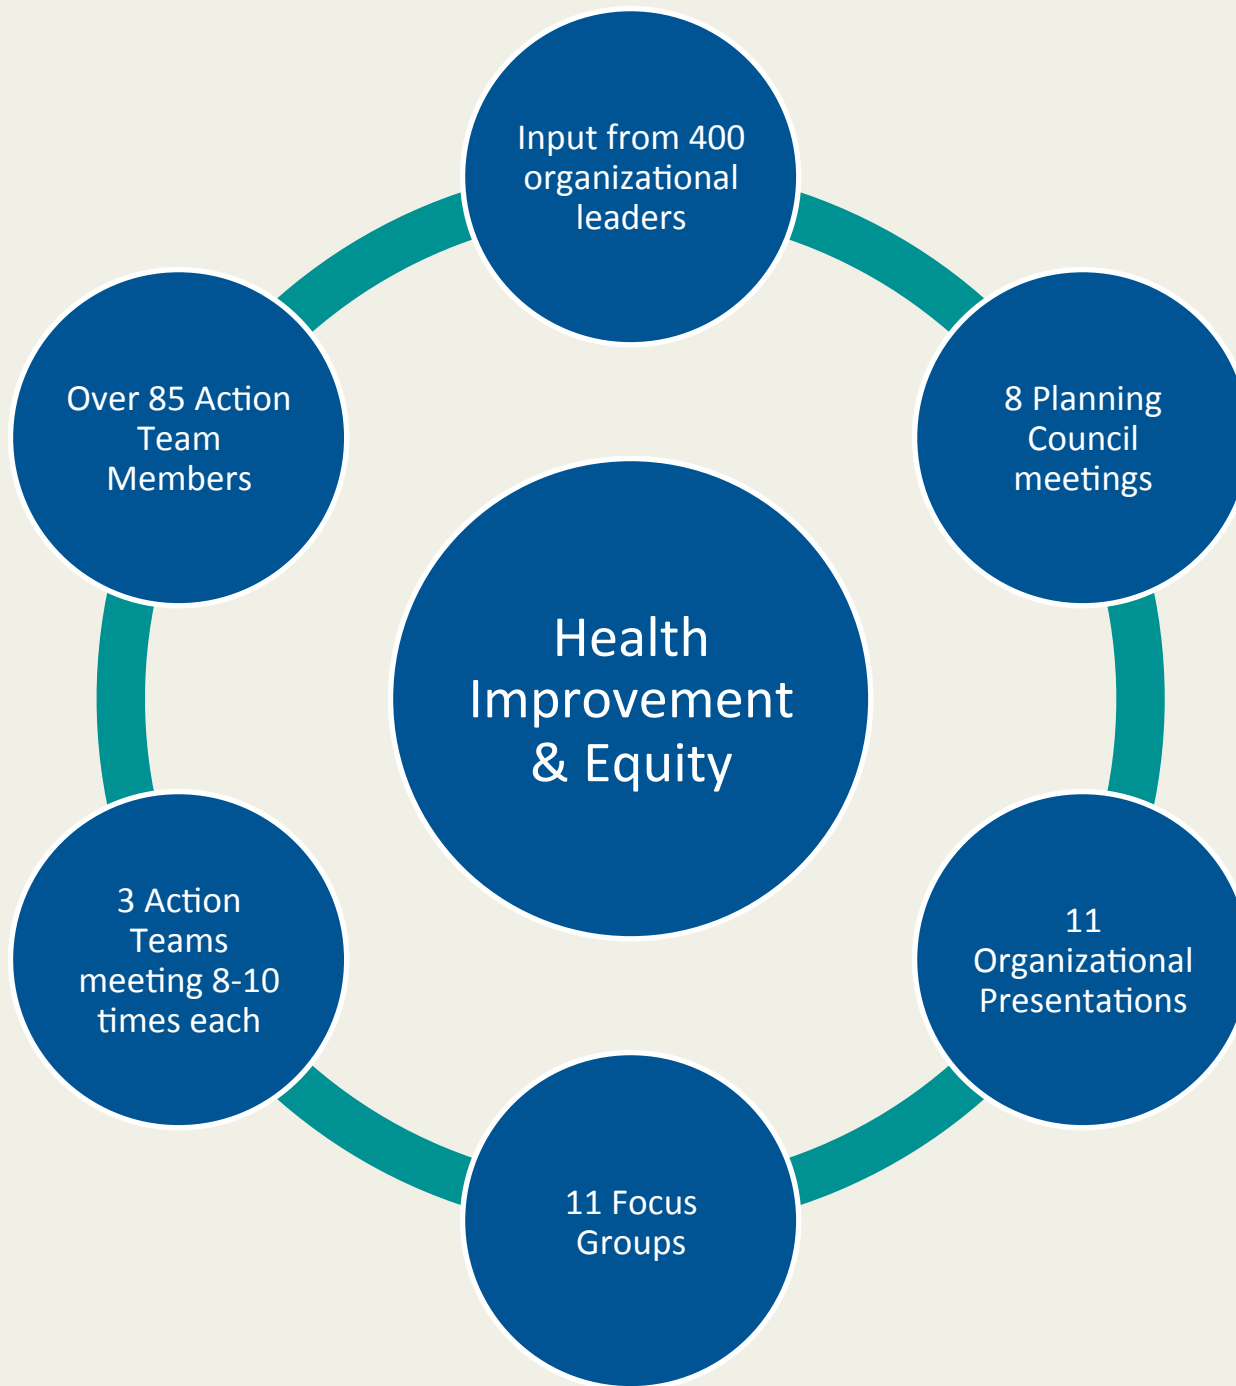 Input from 400
organizational
leaders
8 Planning
Council
meetings
11
Organizational
Presentations
11 Focus
Groups
3 Action
Teams
meeting 8-10
times each
Over 85 Action
Team
Members
Health
Improvement
& Equity